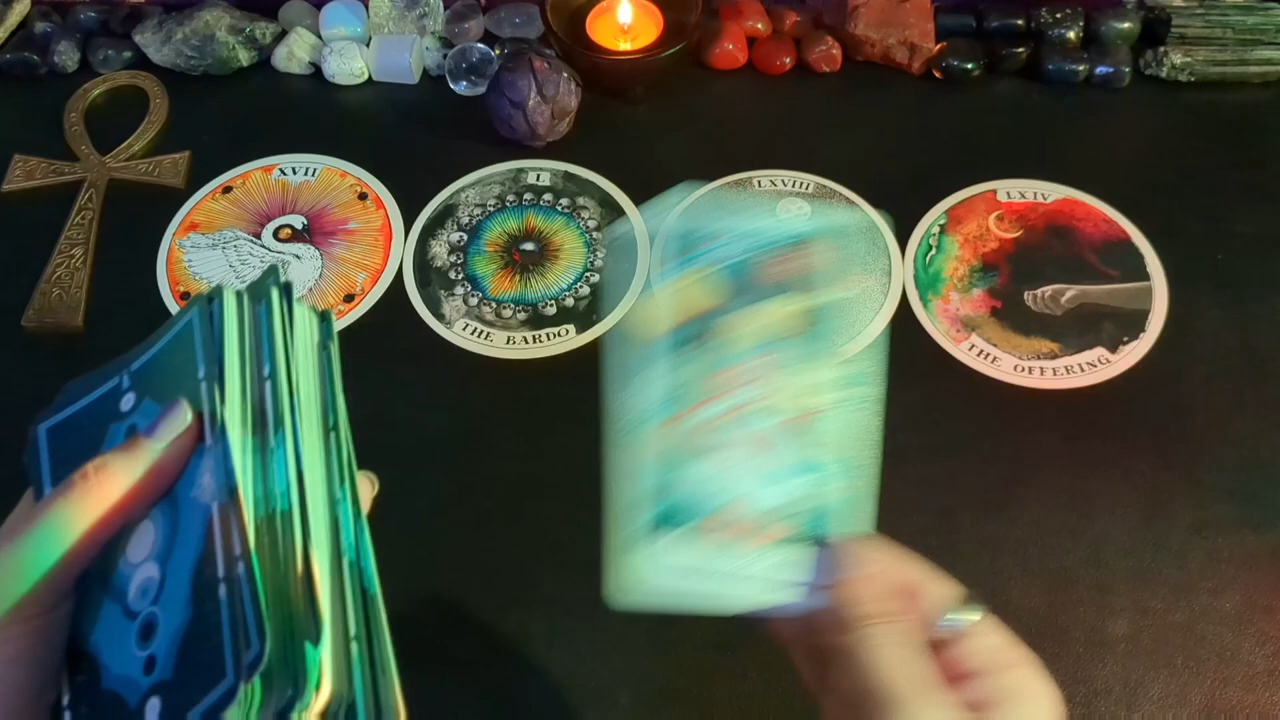 XVII
L
THE BARDO
LXVIII
LXIV
THE OFFERING